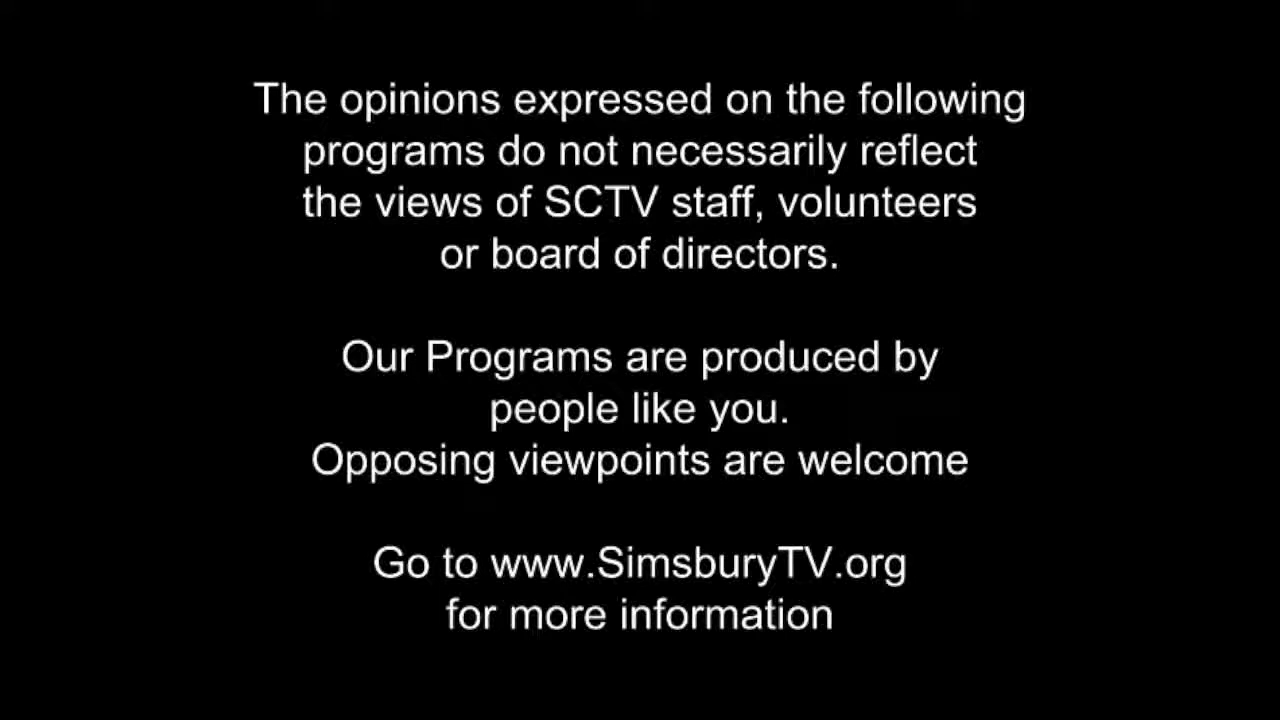 The opinions expressed on the following
programs do not necessarily reflect
the views of SCTV staff, volunteers
or board of directors.
Our Programs are produced by
people like you.
Opposing viewpoints are welcome
Go to www.SimsburyTV.org
for more information